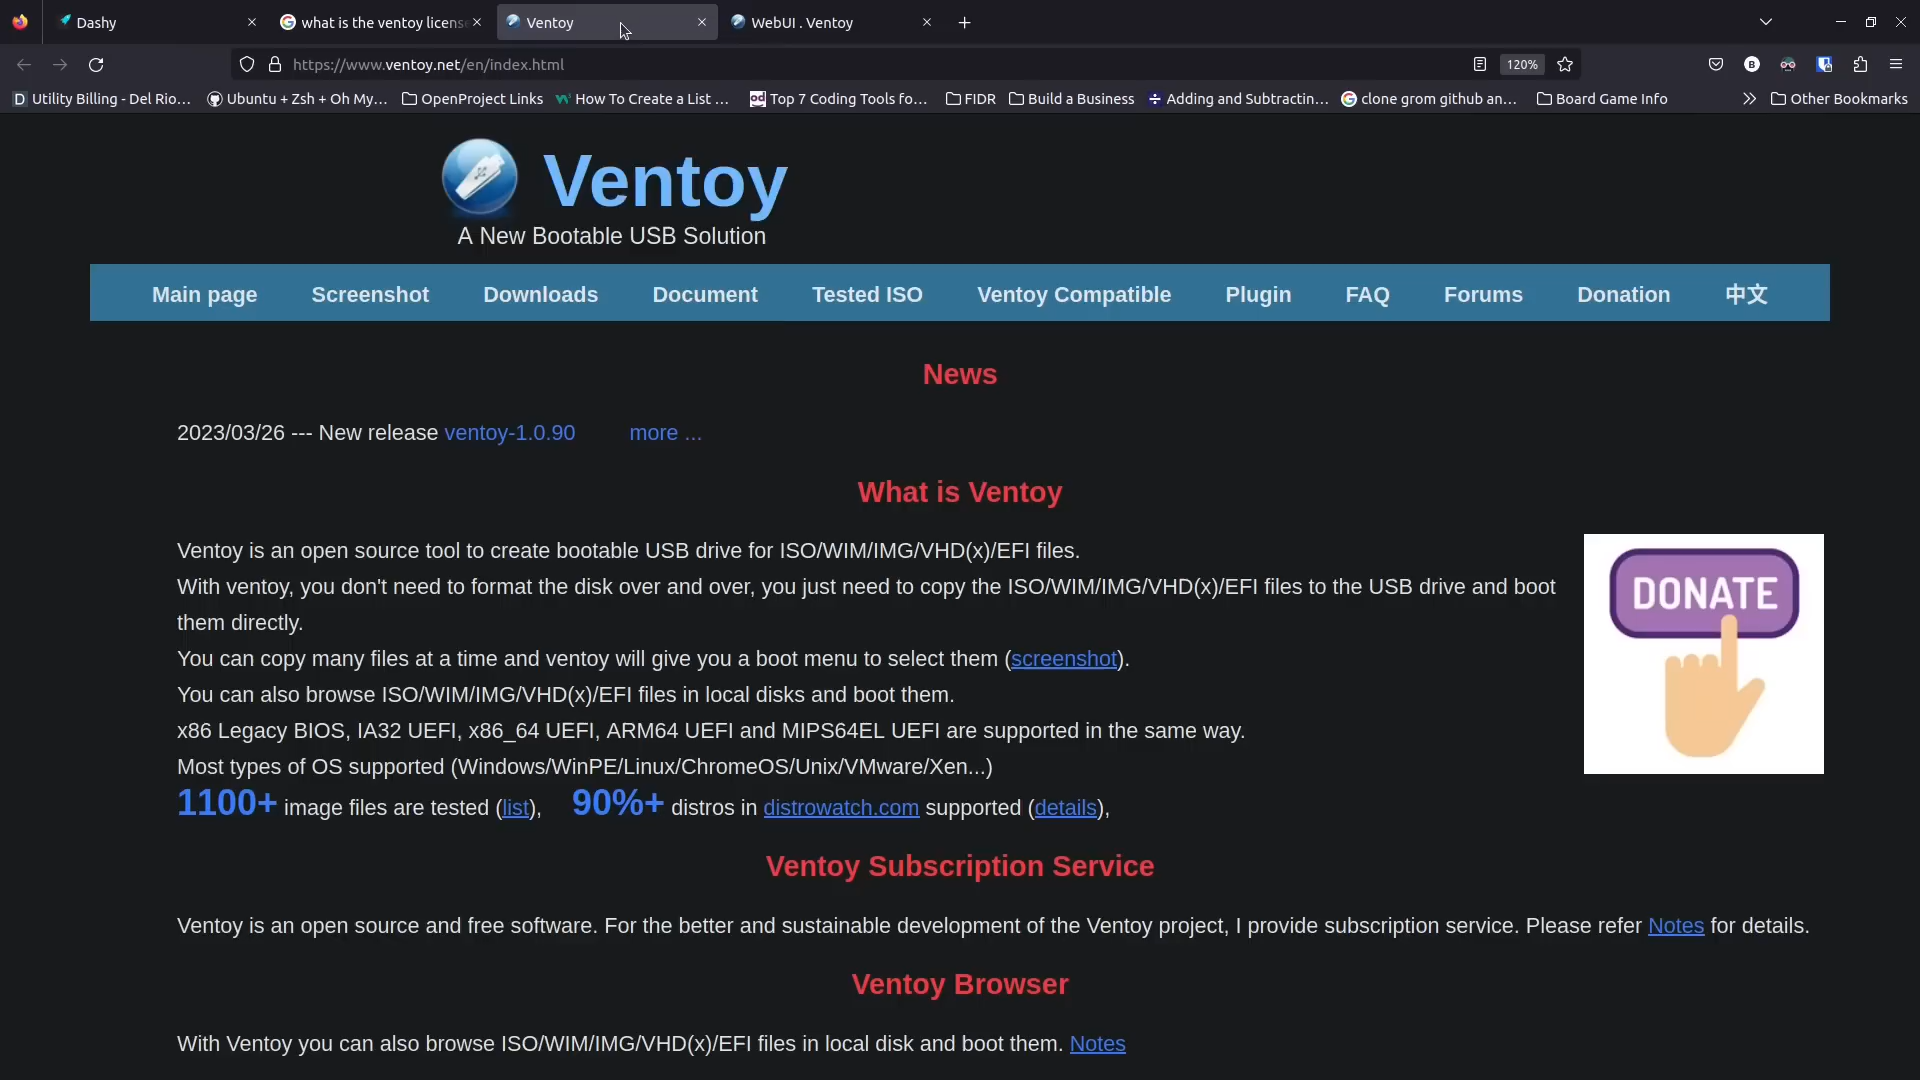 Dashy
what is the ventoy license
Ventoy
WebUI . Ventoy
https://www.ventoy.net/en/index.html
120%
B
Utility Billing - Del Rio...
Ubuntu + Zsh + Oh My...
OpenProject Links
How To Create a List ...
Top 7 Coding Tools fo...
FIDR
Build a Business
Adding and Subtractin...
clone grom github an...
Board Game Info
Other Bookmarks
Ventoy
A New Bootable USB Solution
Main page
Screenshot
Downloads
Document
Tested ISO
Ventoy Compatible
Plugin
FAQ
Forums
Donation
中文
News
2023/03/26 --- New release ventoy-1.0.90 more ...
What is Ventoy
Ventoy is an open source tool to create bootable USB drive for ISO/WIM/IMG/VHD(x)/EFI files.
With ventoy, you don't need to format the disk over and over, you just need to copy the ISO/WIM/IMG/VHD(x)/EFI files to the USB drive and boot
them directly.
You can copy many files at a time and ventoy will give you a boot menu to select them (screenshot).
You can also browse ISO/WIM/IMG/VHD(x)/EFI files in local disks and boot them.
x86 Legacy BIOS, IA32 UEFI, x86_64 UEFI, ARM64 UEFI and MIPS64EL UEFI are supported in the same way.
Most types of OS supported (Windows/WinPE/Linux/ChromeOS/Unix/VMware/Xen...)
1100+ image files are tested (list), 90%+ distros in distrowatch.com supported (details),
DONATE
Ventoy Subscription Service
Ventoy is an open source and free software. For the better and sustainable development of the Ventoy project, I provide subscription service. Please refer Notes for details.
Ventoy Browser
With Ventoy you can also browse ISO/WIM/IMG/VHD(x)/EFI files in local disk and boot them. Notes